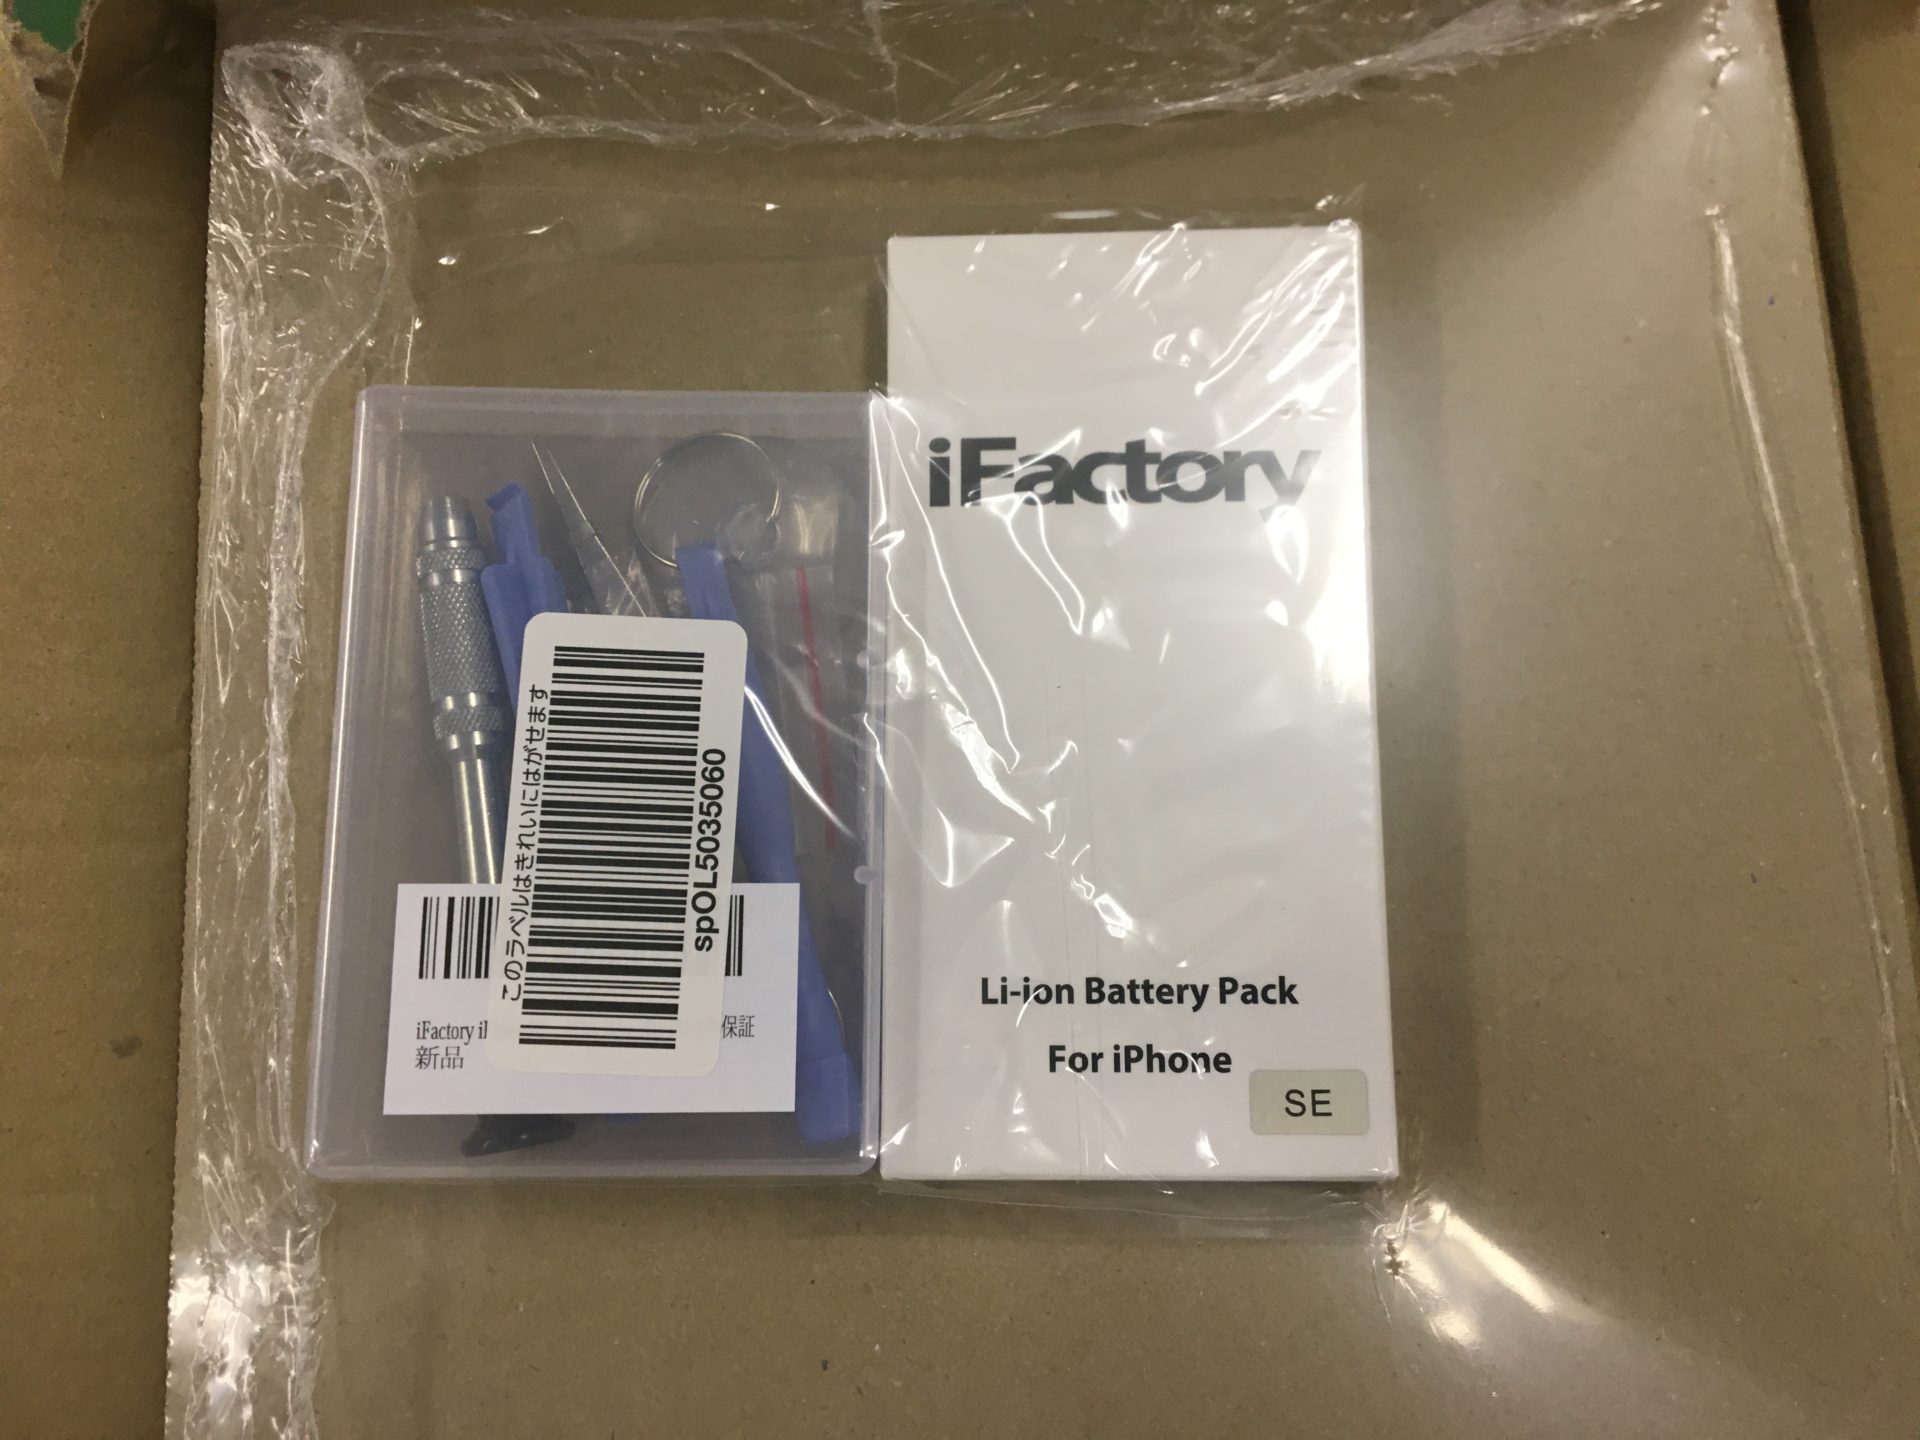 iFactory
Li-ion Battery Pack
For iPhone
SE
このラベルはきれいにはがせます
spOL5035060
iFactory
保証
新品